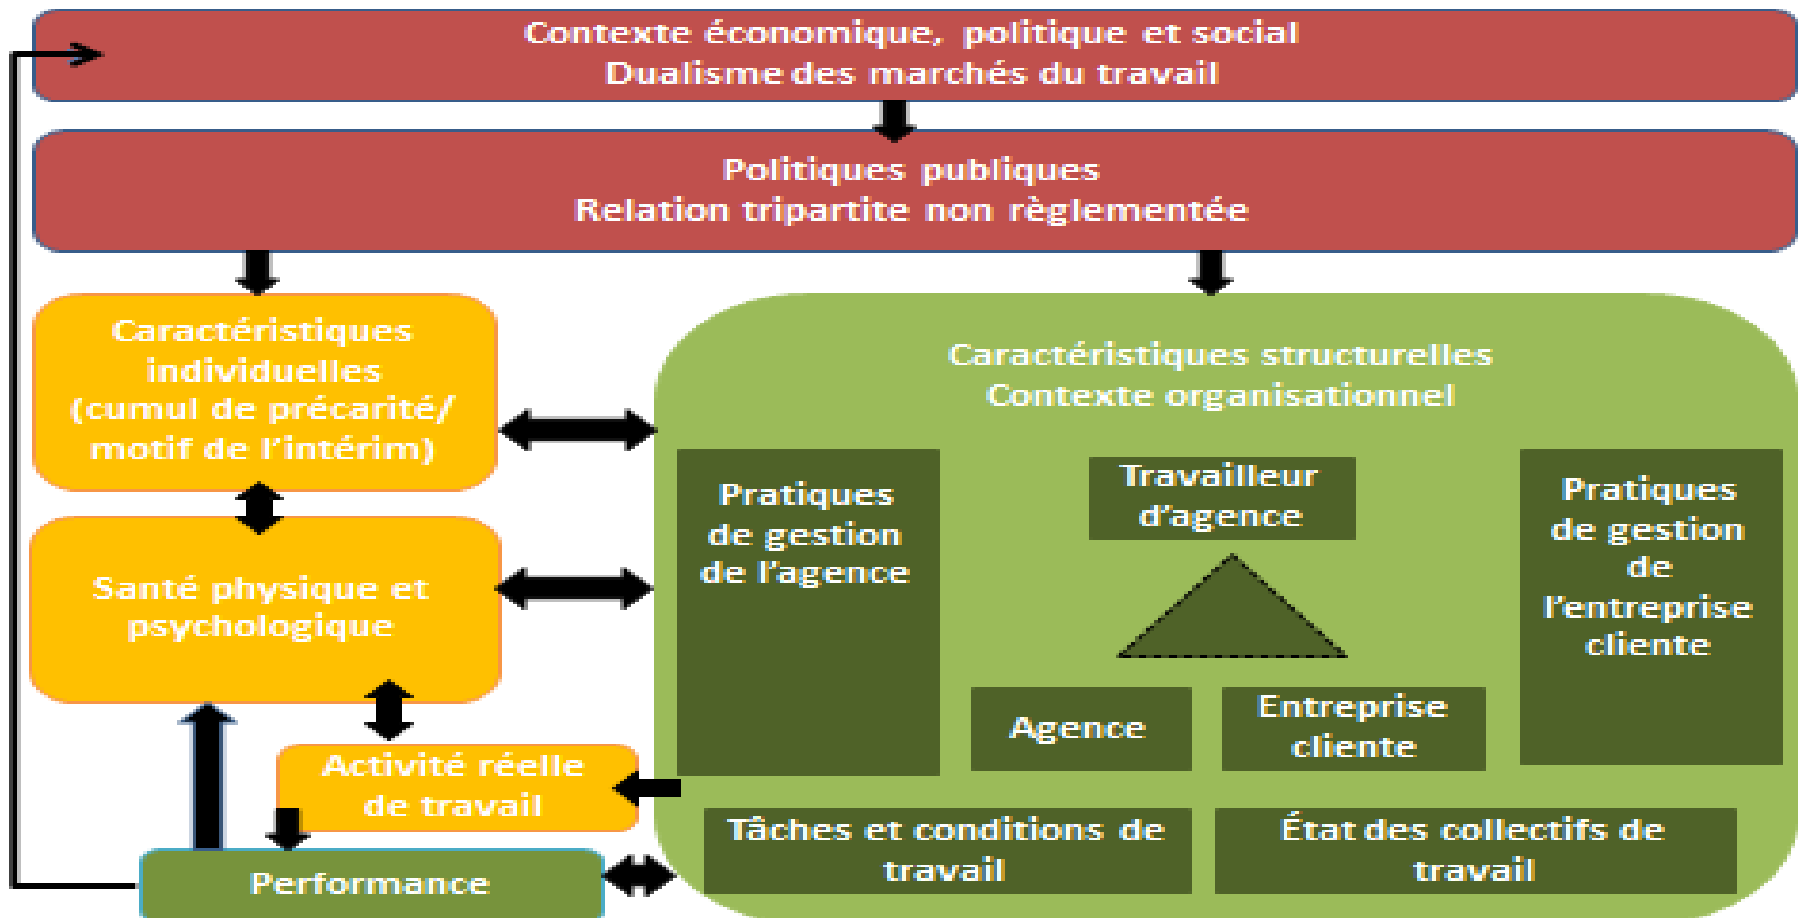 Contexte économique, politique et social
Dualisme des marchés du travail
Politiques publiques
Relation tripartite non règlementée
Caractéristiques
individuelles
(cumul de précarité/
motif de l'intérim)
Caractéristiques structurelles
Contexte organisationnel
Pratiques
de gestion
de l'agence
Travailleur
d'agence
Pratiques
de gestion
de
l'entreprise
cliente
Santé physique et
psychologique
Agence
Entreprise
cliente
Activité réelle
de travail
Tâches et conditions de
travail
État des collectifs de
travail
Performance